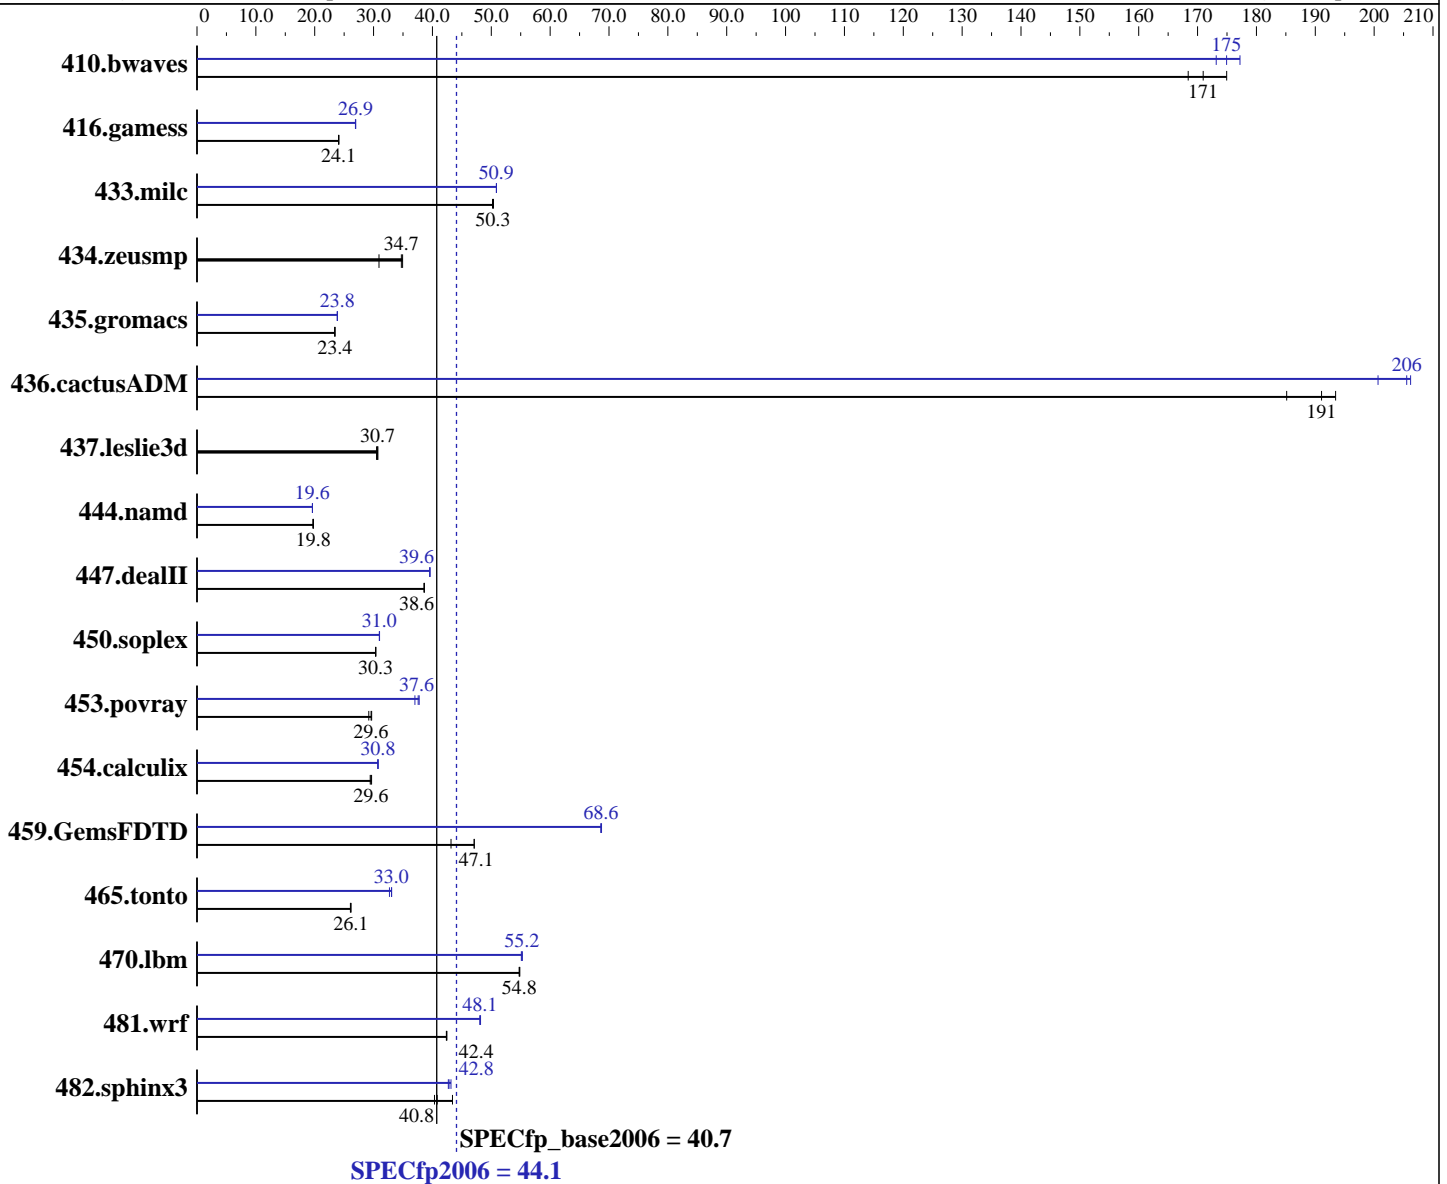 0 10.0 20.0 30.0 40.0 50.0 60.0 70.0 80.0 90.0 100 110 120 130 140 150 160 170 180 190 200 210
175
410.bwaves
171
26.9
416.gamess
24.1
50.9
433.milc
50.3
34.7
434.zeusmp
23.8
435.gromacs
23.4
206
436.cactusADM
191
30.7
437.leslie3d
19.6
444.namd
19.8
39.6
447.dealII
38.6
31.0
450.soplex
30.3
37.6
453.povray
29.6
30.8
454.calculix
29.6
68.6
459.GemsFDTD
47.1
33.0
465.tonto
26.1
55.2
470.lbm
54.8
48.1
481.wrf
42.4
42.8
482.sphinx3
40.8
SPECfp_base2006 = 40.7
SPECfp2006 = 44.1